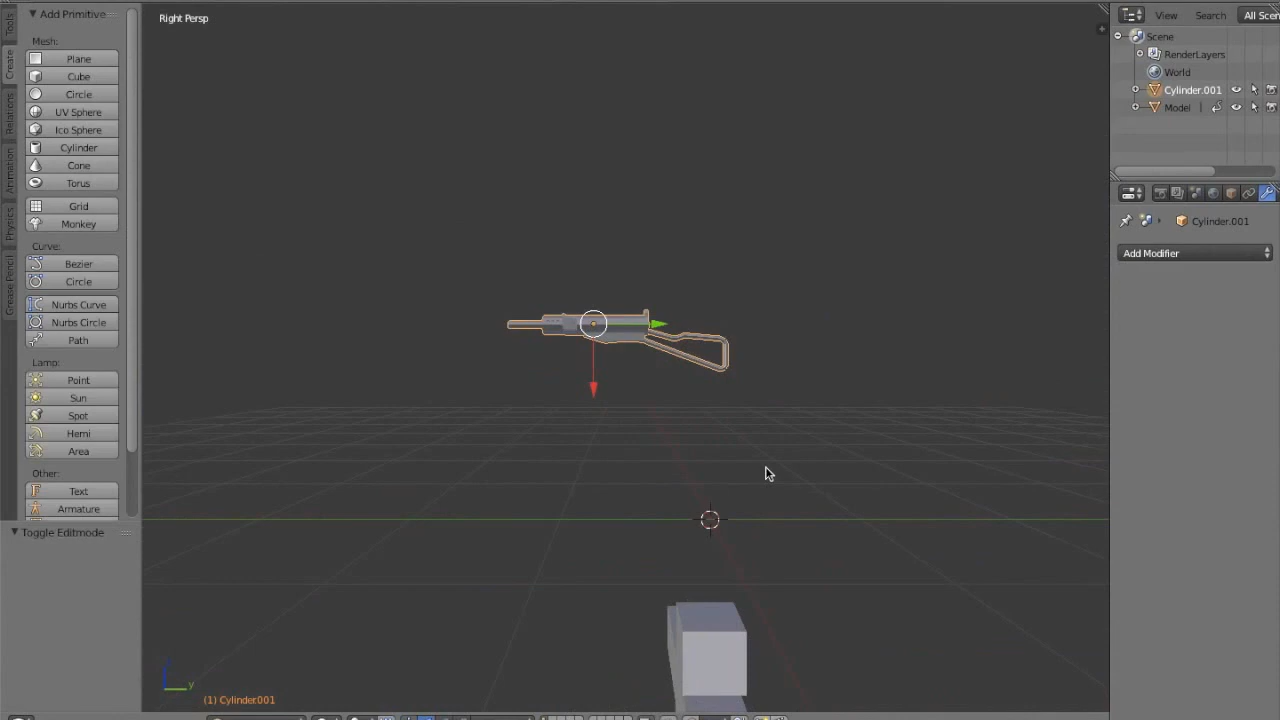 Add Primitive
Mesh:
Plane
Cube
Circle
UV Sphere
Ico Sphere
Cylinder
Cone
Torus
Grid
Monkey
Curve:
Bezier
Circle
Nurbs Curve
Nurbs Circle
Path
Lamp:
Point
Sun
Spot
Hemi
Area
Other:
Text
Armature
Toggle Editmode
Tools
Create
Relations
Animation
Physics
Grease Pencil
Right Persp
y
(1) Cylinder.001
View Search All Scen
Scene
RenderLayers
World
Cylinder.001
Model
Cylinder.001
Add Modifier